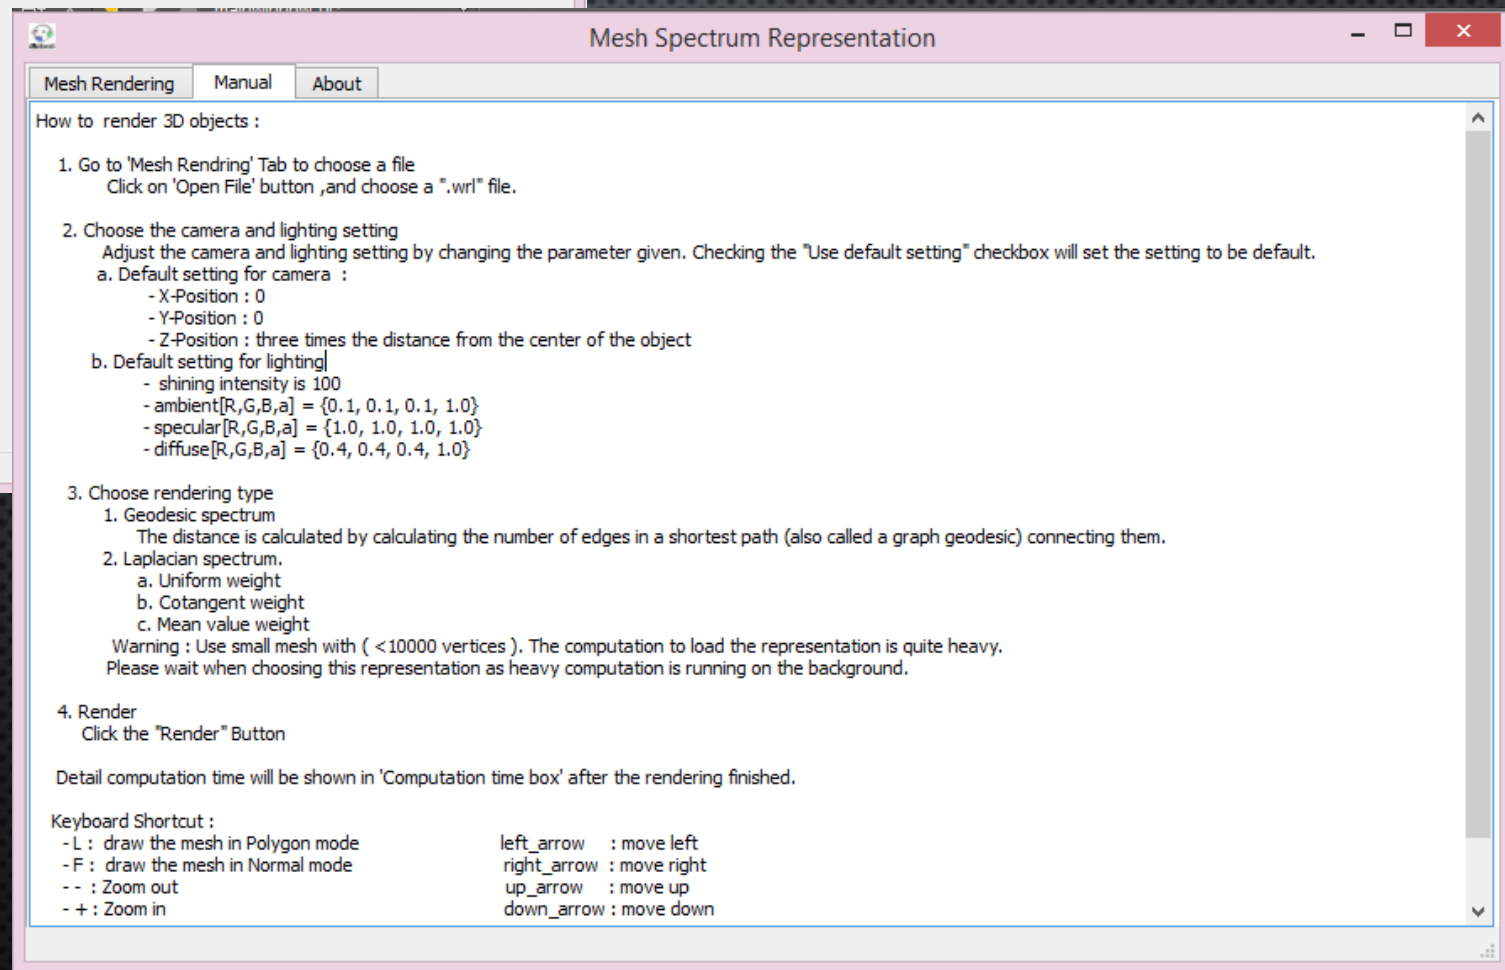 Mesh Spectrum Representation
Mesh Rendering Manual About
How to render 3D objects :
1. Go to 'Mesh Rendring' Tab to choose a file
Click on 'Open File' button ,and choose a ".wrl" file.
2. Choose the camera and lighting setting
Adjust the camera and lighting setting by changing the parameter given. Checking the "Use default setting" checkbox will set the setting to be default.
a. Default setting for camera :
- X-Position : 0
- Y-Position : 0
- Z-Position : three times the distance from the center of the object
b. Default setting for lighting
- shining intensity is 100
- ambient[R,G,B,a] = {0.1, 0.1, 0.1, 1.0}
- specular[R,G,B,a] = {1.0, 1.0, 1.0, 1.0}
- diffuse[R,G,B,a] = {0.4, 0.4, 0.4, 1.0}
3. Choose rendering type
1. Geodesic spectrum
The distance is calculated by calculating the number of edges in a shortest path (also called a graph geodesic) connecting them.
2. Laplacian spectrum.
a. Uniform weight
b. Cotangent weight
c. Mean value weight
Warning : Use small mesh with ( <10000 vertices ). The computation to load the representation is quite heavy.
Please wait when choosing this representation as heavy computation is running on the background.
4. Render
Click the "Render" Button
Detail computation time will be shown in 'Computation time box' after the rendering finished.
Keyboard Shortcut :
- L : draw the mesh in Polygon mode left_arrow : move left
- F : draw the mesh in Normal mode right_arrow : move right
- - : Zoom out up_arrow : move up
- + : Zoom in down_arrow : move down